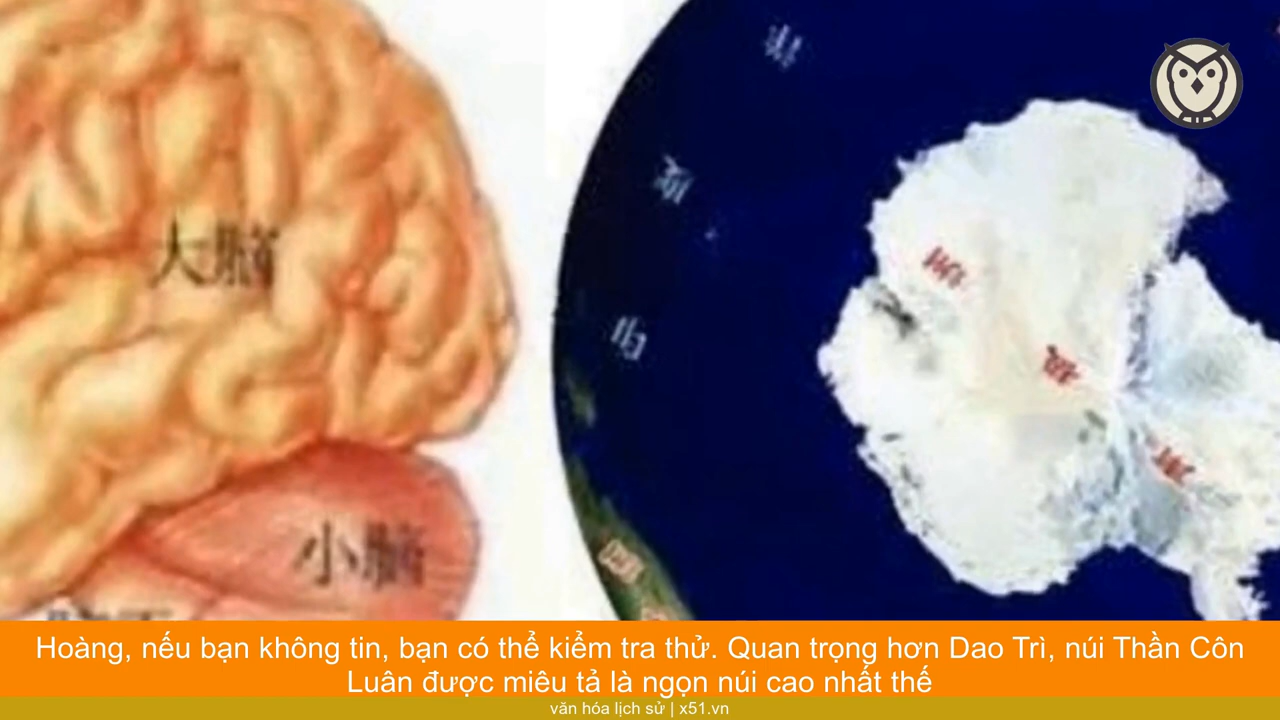 大脑
小脑
Hoàng, nếu bạn không tin, bạn có thể kiểm tra thử. Quan trọng hơn Dao Trì, núi Thần Côn
Luân được miêu tả là ngọn núi cao nhất thế
văn hóa lịch sử | x51.vn